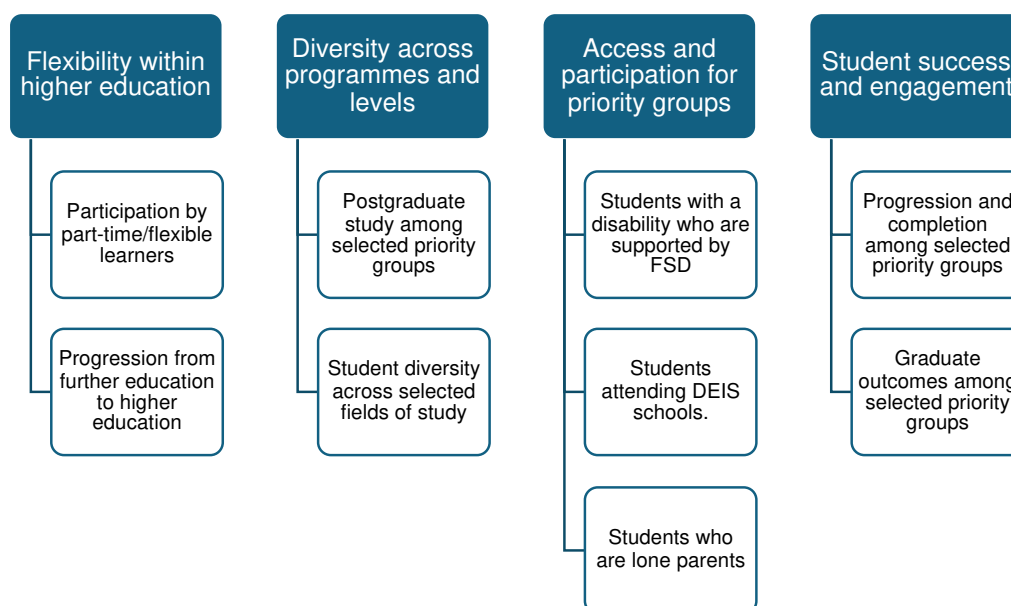 Flexibility within
higher education
Participation by
part-time/flexible
learners
Progression from
further education
to higher
education
Diversity across
programmes and
levels
Postgraduate
study among
selected priority
groups
Student diversity
across selected
fields of study
Access and
participation for
priority groups
Students with a
disability who are
supported by
FSD
Students
attending DEIS
schools.
Students who
are lone parents
Student success
and engagement
Progression and
completion
among selected
priority groups
Graduate
outcomes among
selected priority
groups